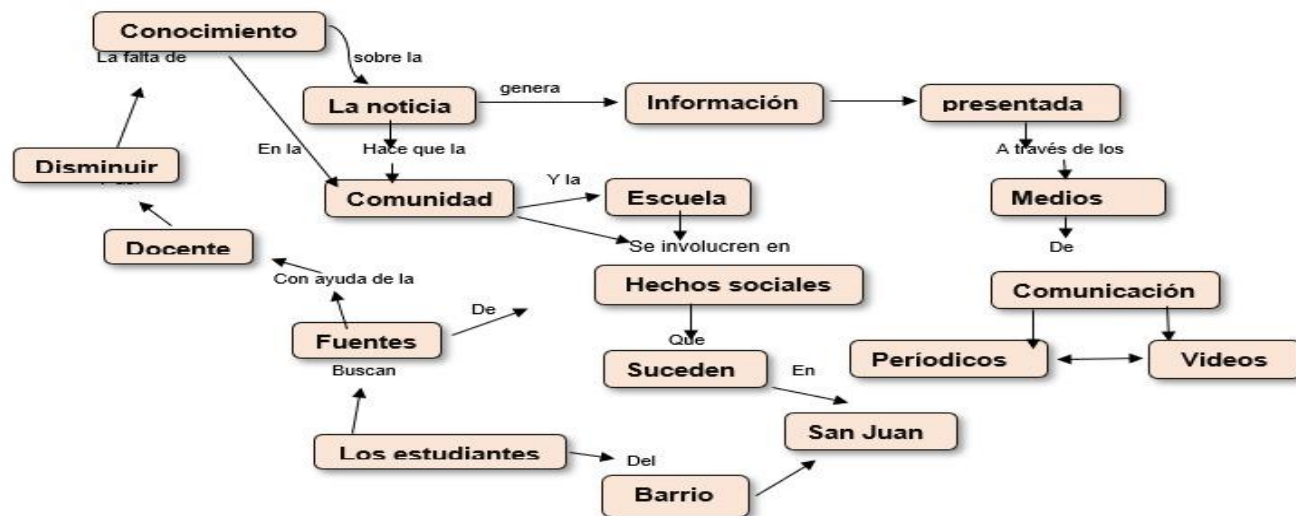 Conocimiento
La falta de
sobre la
La noticia
genera
Información
presentada
En la
Hace que la
A través de los
Disminuir
Comunidad
Y la
Escuela
Medios
Docente
Se involucren en
De
Con ayuda de la
Hechos sociales
Comunicación
De
Fuentes
Que
Períodicos
Videos
Buscan
Suceden
En
San Juan
Los estudiantes
Del
Barrio